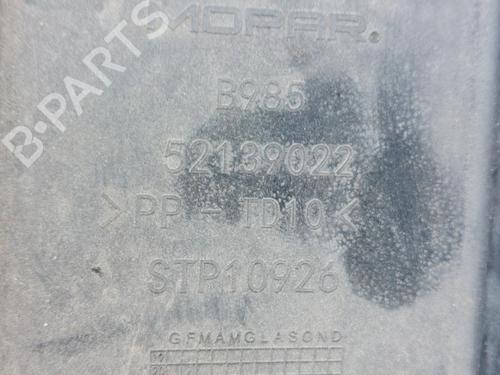 B-PARTS
MOPAR®
B985
52139022
>PP-TD10<
STP10926
GFMAMGLASOND